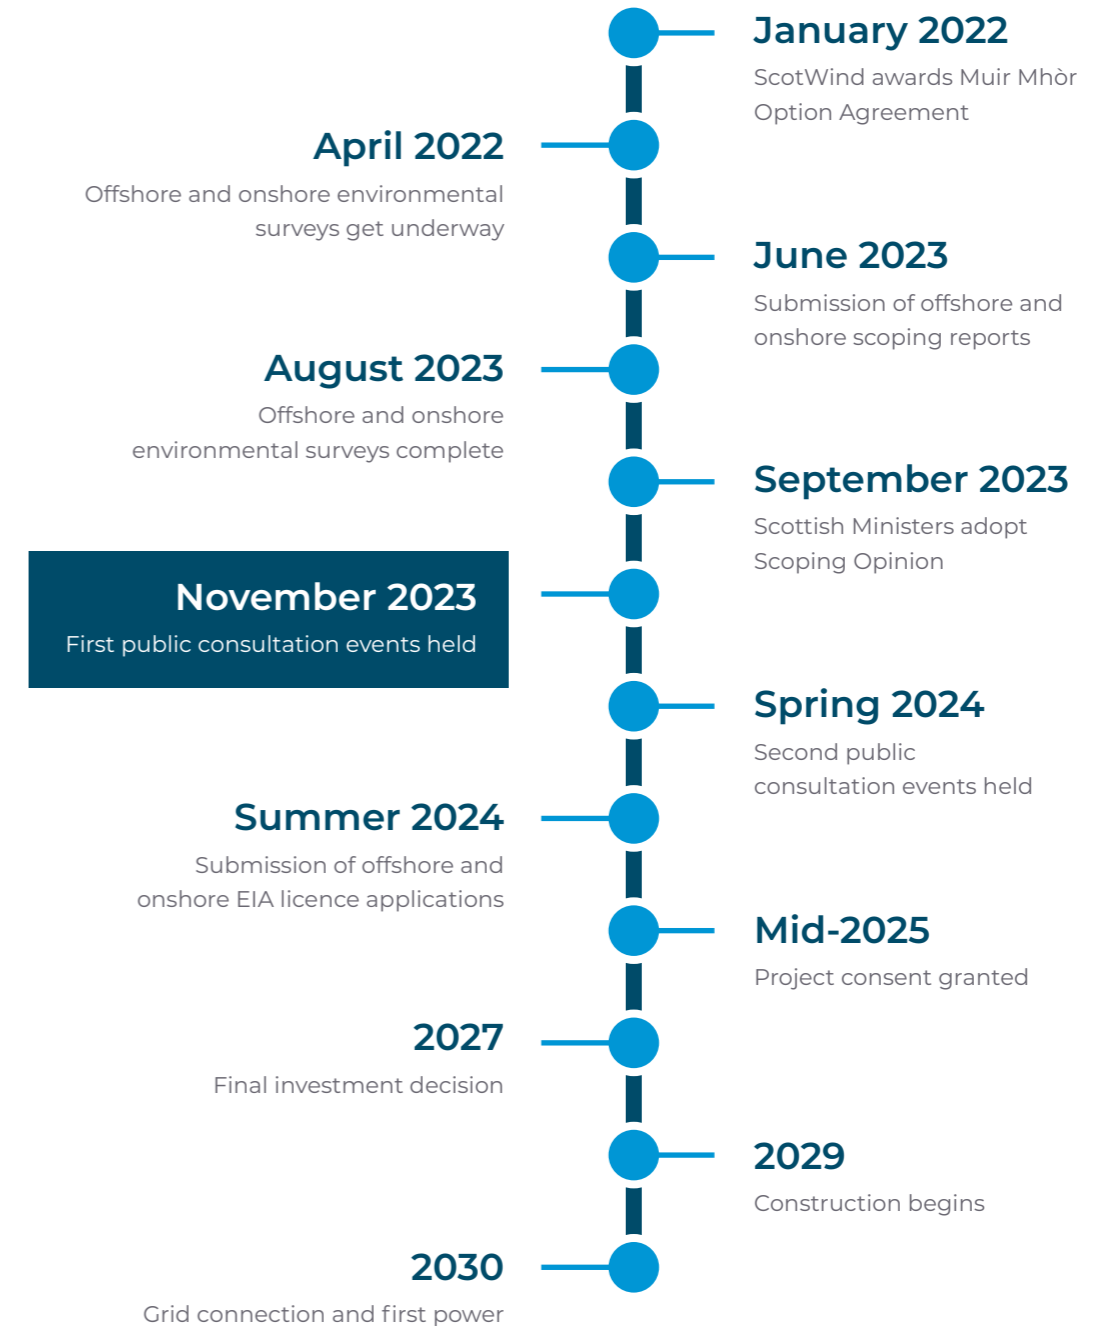 January 2022
ScotWind awards Muir Mhòr
Option Agreement
April 2022
Offshore and onshore environmental
surveys get underway
June 2023
Submission of offshore and
onshore scoping reports
August 2023
Offshore and onshore
environmental surveys complete
September 2023
Scottish Ministers adopt
Scoping Opinion
November 2023
First public consultation events held
Spring 2024
Second public
consultation events held
Summer 2024
Submission of offshore and
onshore EIA licence applications
Mid-2025
Project consent granted
2027
Final investment decision
2029
Construction begins
2030
Grid connection and first power